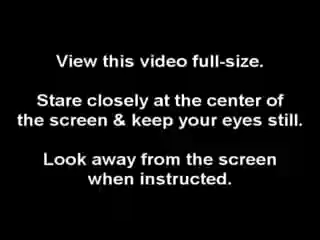 View this video full-size.
Stare closely at the center of
the screen & keep your eyes still.
Look away from the screen
when instructed.